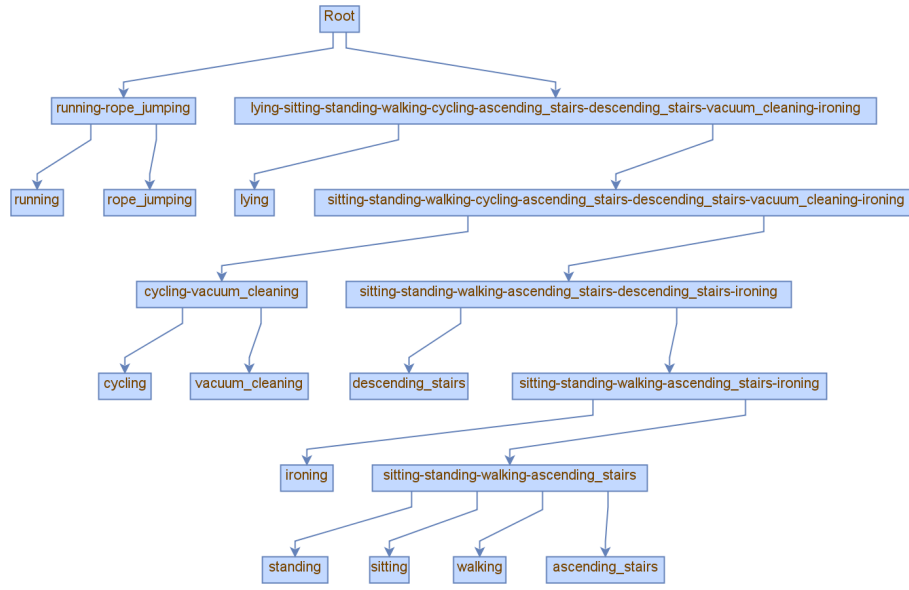 Root
running-rope_jumping
lying-sitting-standing-walking-cycling-ascending_stairs-descending_stairs-vacuum_cleaning-ironing
running
rope_jumping
lying
sitting-standing-walking-cycling-ascending_stairs-descending_stairs-vacuum_cleaning-ironing
cycling-vacuum_cleaning
sitting-standing-walking-ascending_stairs-descending_stairs-ironing
cycling
vacuum_cleaning
descending_stairs
sitting-standing-walking-ascending_stairs-ironing
ironing
sitting-standing-walking-ascending_stairs
standing
sitting
walking
ascending_stairs